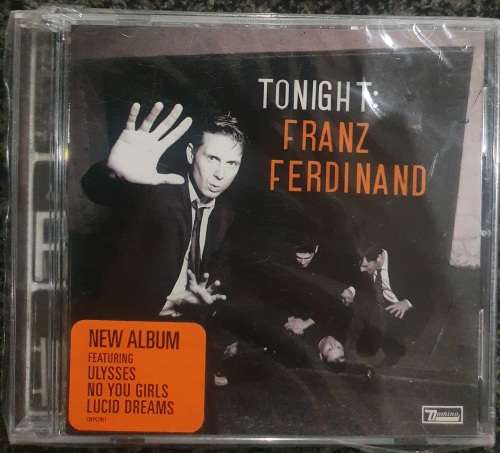 TONIGHT:
FRANZ
FERDINAND
NEW ALBUM
FEATURING
ULYSSES
NO YOU GIRLS
LUCID DREAMS
Domino